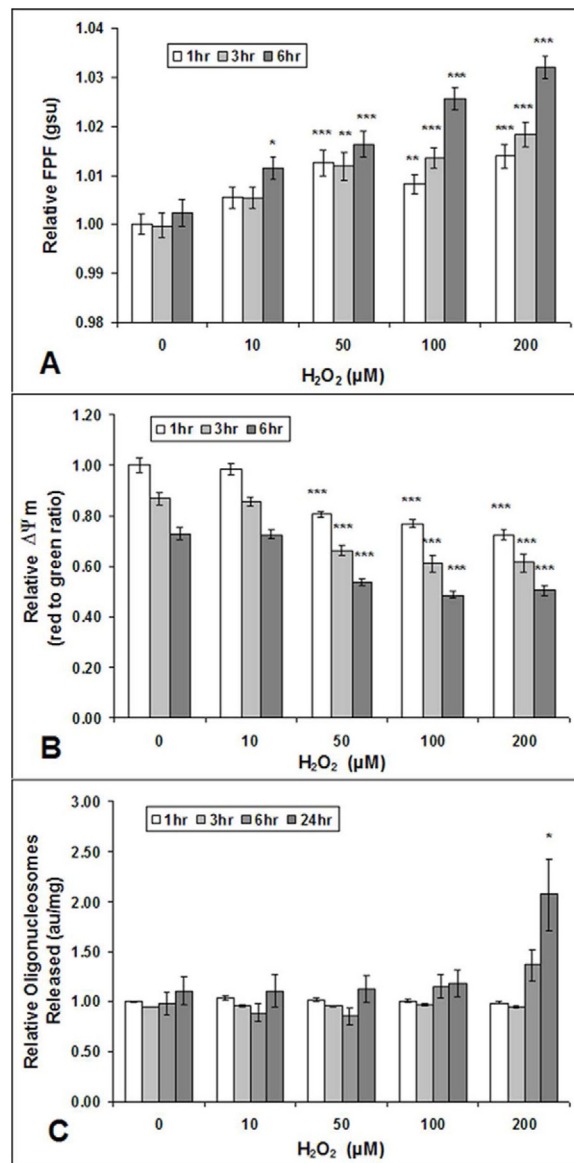 1.04
1.03
1.02
1.01
1.00
0.99
0.98
Relative FPF (gsu)
1hr 3hr 6hr
* *** ** *** ** *** *** *** *** ***
0 10 50 100 200
H₂O₂ (µM)
A
1.20
1.00
0.80
0.60
0.40
0.20
0.00
Relative ΔΨ m
(red to green ratio)
1hr 3hr 6hr
*** *** *** *** *** *** *** *** ***
0 10 50 100 200
H₂O₂ (µM)
B
3.00
2.50
2.00
1.50
1.00
0.50
0.00
Relative Oligonucleosomes
Released (au/mg)
1hr 3hr 6hr 24hr
*
0 10 50 100 200
H₂O₂ (µM)
C